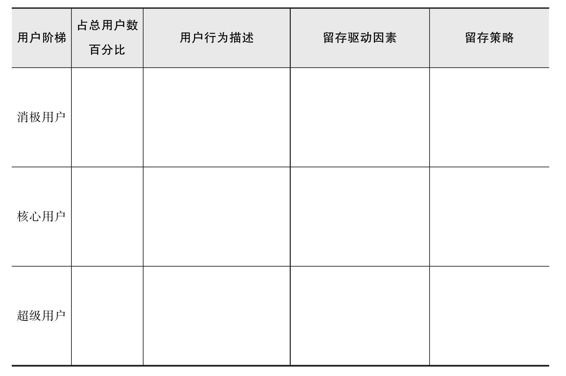 用户阶梯
占总用户数
百分比
用户行为描述
留存驱动因素
留存策略
消极用户
核心用户
超级用户